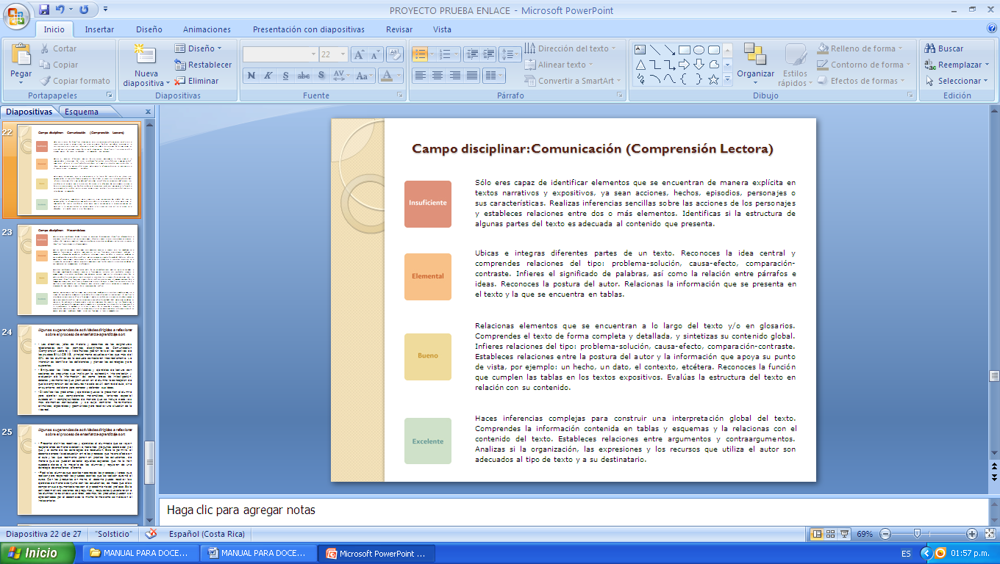 PROYECTO PRUEBA ENLACE - Microsoft PowerPoint
Inicio Insertar Diseño Animaciones Presentación con diapositivas Revisar Vista
Pegar
Cortar
Copiar
Copiar formato
Portapapeles
Nueva diapositiva
Diseño
Restablecer
Eliminar
Diapositivas
22
N K S abc S AV Aa A
Fuente
Dirección del texto
Alinear texto
Convertir a SmartArt
Párrafo
Organizar
Estilos rápidos
Relleno de forma
Contorno de forma
Efectos de formas
Dibujo
Buscar
Reemplazar
Seleccionar
Edición
Diapositivas Esquema x
22
23
24
25
Campo disciplinar:Comunicación (Comprensión Lectora)
Insuficiente
Sólo eres capaz de identificar elementos que se encuentran de manera explícita en
textos narrativos y expositivos, ya sean acciones, hechos, episodios, personajes o
sus características. Realizas inferencias sencillas sobre las acciones de los personajes
y estableces relaciones entre dos o más elementos. Identificas si la estructura de
algunas partes del texto es adecuada al contenido que presenta.
Elemental
Ubicas e integras diferentes partes de un texto. Reconoces la idea central y
comprendes relaciones del tipo: problema-solución, causa-efecto, comparación-
contraste. Infieres el significado de palabras, así como la relación entre párrafos e
ideas. Reconoces la postura del autor. Relacionas la información que se presenta en
el texto y la que se encuentra en tablas.
Bueno
Relacionas elementos que se encuentran a lo largo del texto y/o en glosarios.
Comprendes el texto de forma completa y detallada, y sintetizas su contenido global.
Infieres relaciones del tipo: problema-solución, causa-efecto, comparación-contraste.
Estableces relaciones entre la postura del autor y la información que apoya su punto
de vista, por ejemplo: un hecho, un dato, el contexto, etcétera. Reconoces la función
que cumplen las tablas en los textos expositivos. Evalúas la estructura del texto en
relación con su contenido.
Excelente
Haces inferencias complejas para construir una interpretación global del texto.
Comprendes la información contenida en tablas y esquemas y la relacionas con el
contenido del texto. Estableces relaciones entre argumentos y contraargumentos.
Analizas si la organización, las expresiones y los recursos que utiliza el autor son
adecuados al tipo de texto y a su destinatario.
Haga clic para agregar notas
Diapositiva 22 de 27 "Solsticio" Español (Costa Rica) 69%
Inicio MANUAL PARA DOCE... MANUAL PARA DOCE... Microsoft PowerPoint ... ES 01:57 p.m.